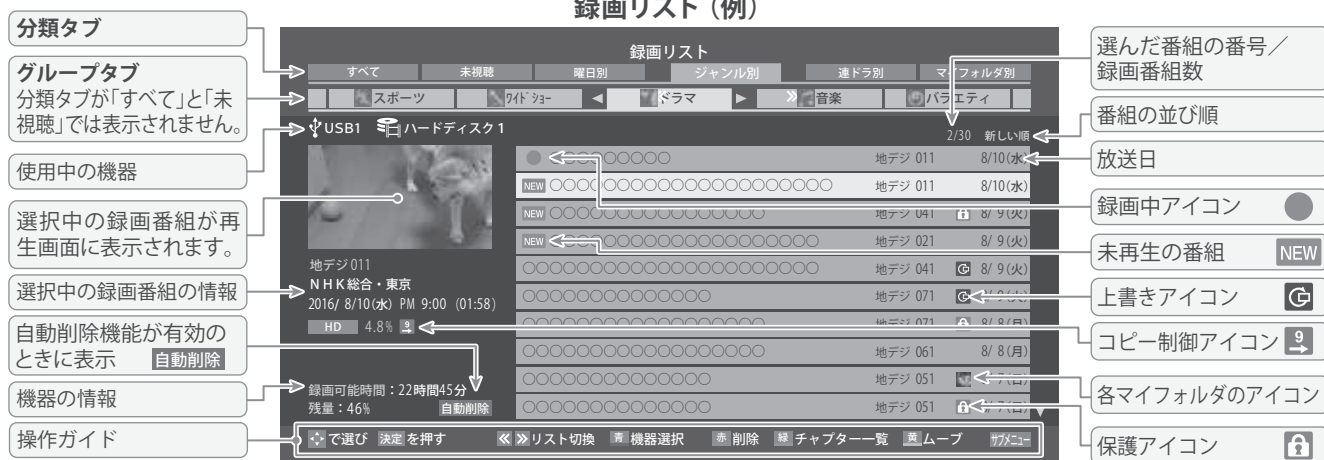 録画リスト（例）
分類タブ
グループタブ
分類タブが「すべて」と「未
視聴」では表示されません。
使用中の機器
選択中の録画番組が再
生画面に表示されます。
選択中の録画番組の情報
自動削除機能が有効の
ときに表示 自動削除
機器の情報
操作ガイド
録画リスト
すべて 未視聴 曜日別 ジャンル別 連ドラ別 マイフォルダ別
スポーツ ワイドショー ◀ ドラマ ▶ 音楽 バラエティ
USB1 ハードディスク1
2/30 新しい順
○○○○○○○○○○ 地デジ 011 8/10(水)
NEW ○○○○○○○○○○○○○○○○○○○○○ 地デジ 011 8/10(水)
NEW ○○○○○○○○○○○○○○○○ 地デジ 041 8/ 9(火)
NEW ○○○○○○○○○○○○○○○○○○○○ 地デジ 021 8/ 9(火)
○○○○○○○○○○○○○○○○○○○○○○ 地デジ 041 8/ 9(火)
○○○○○○○○○○○○○○ 地デジ 071
○○○○○○○○○○○○○○○○○○ 地デジ 071 8/ 8(月)
○○○○○○○○○○○○○○○○○○ 地デジ 061 8/ 8(月)
○○○○○○○○○○○○○○ 地デジ 051
○○○○○○○○○○○○○○ 地デジ 051
地デジ 011
NHK総合・東京
2016/ 8/10(水) PM 9:00 (01:58)
HD 4.8% 9
録画可能時間：22時間45分
残量：46% 自動削除
で選び 決定 を押す リスト切換 青 機器選択 赤 削除 緑 チャプター一覧 黄 ムーブ サブメニュー
選んだ番組の番号／
録画番組数
番組の並び順
放送日
録画中アイコン
未再生の番組 NEW
上書きアイコン
コピー制御アイコン 9
各マイフォルダのアイコン
保護アイコン